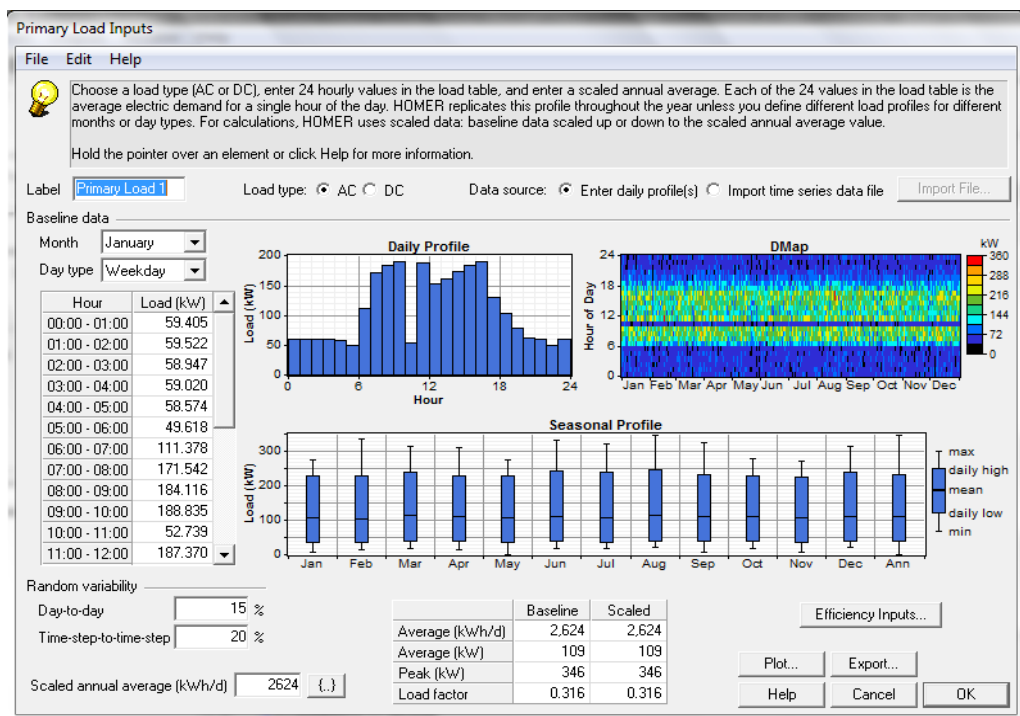 Primary Load Inputs
File Edit Help
Choose a load type (AC or DC), enter 24 hourly values in the load table, and enter a scaled annual average. Each of the 24 values in the load table is the
average electric demand for a single hour of the day. HOMER replicates this profile throughout the year unless you define different load profiles for different
months or day types. For calculations, HOMER uses scaled data: baseline data scaled up or down to the scaled annual average value.
Hold the pointer over an element or click Help for more information.
Label Primary Load 1 Load type: AC DC Data source: Enter daily profile(s) Import time series data file Import File...
Baseline data
Month January
Day type Weekday
Hour Load (kW)
00:00 - 01:00 59.405
01:00 - 02:00 59.522
02:00 - 03:00 58.947
03:00 - 04:00 59.020
04:00 - 05:00 58.574
05:00 - 06:00 49.618
06:00 - 07:00 111.378
07:00 - 08:00 171.542
08:00 - 09:00 184.116
09:00 - 10:00 188.835
10:00 - 11:00 52.739
11:00 - 12:00 187.370
Daily Profile
Load (kW)
200
150
100
50
0
0 6 12 18 24
Hour
DMap
Hour of Day
24
18
12
6
0
Jan Feb Mar Apr May Jun Jul Aug Sep Oct Nov Dec
kW
360
288
216
144
72
0
Seasonal Profile
Load (kW)
300
200
100
0
Jan Feb Mar Apr May Jun Jul Aug Sep Oct Nov Dec Ann
max
daily high
mean
daily low
min
Random variability
Day-to-day 15 %
Time-step-to-time-step 20 %
Scaled annual average (kWh/d) 2624 {..}
Baseline Scaled
Average (kWh/d) 2,624 2,624
Average (kW) 109 109
Peak (kW) 346 346
Load factor 0.316 0.316
Efficiency Inputs...
Plot... Export...
Help Cancel OK